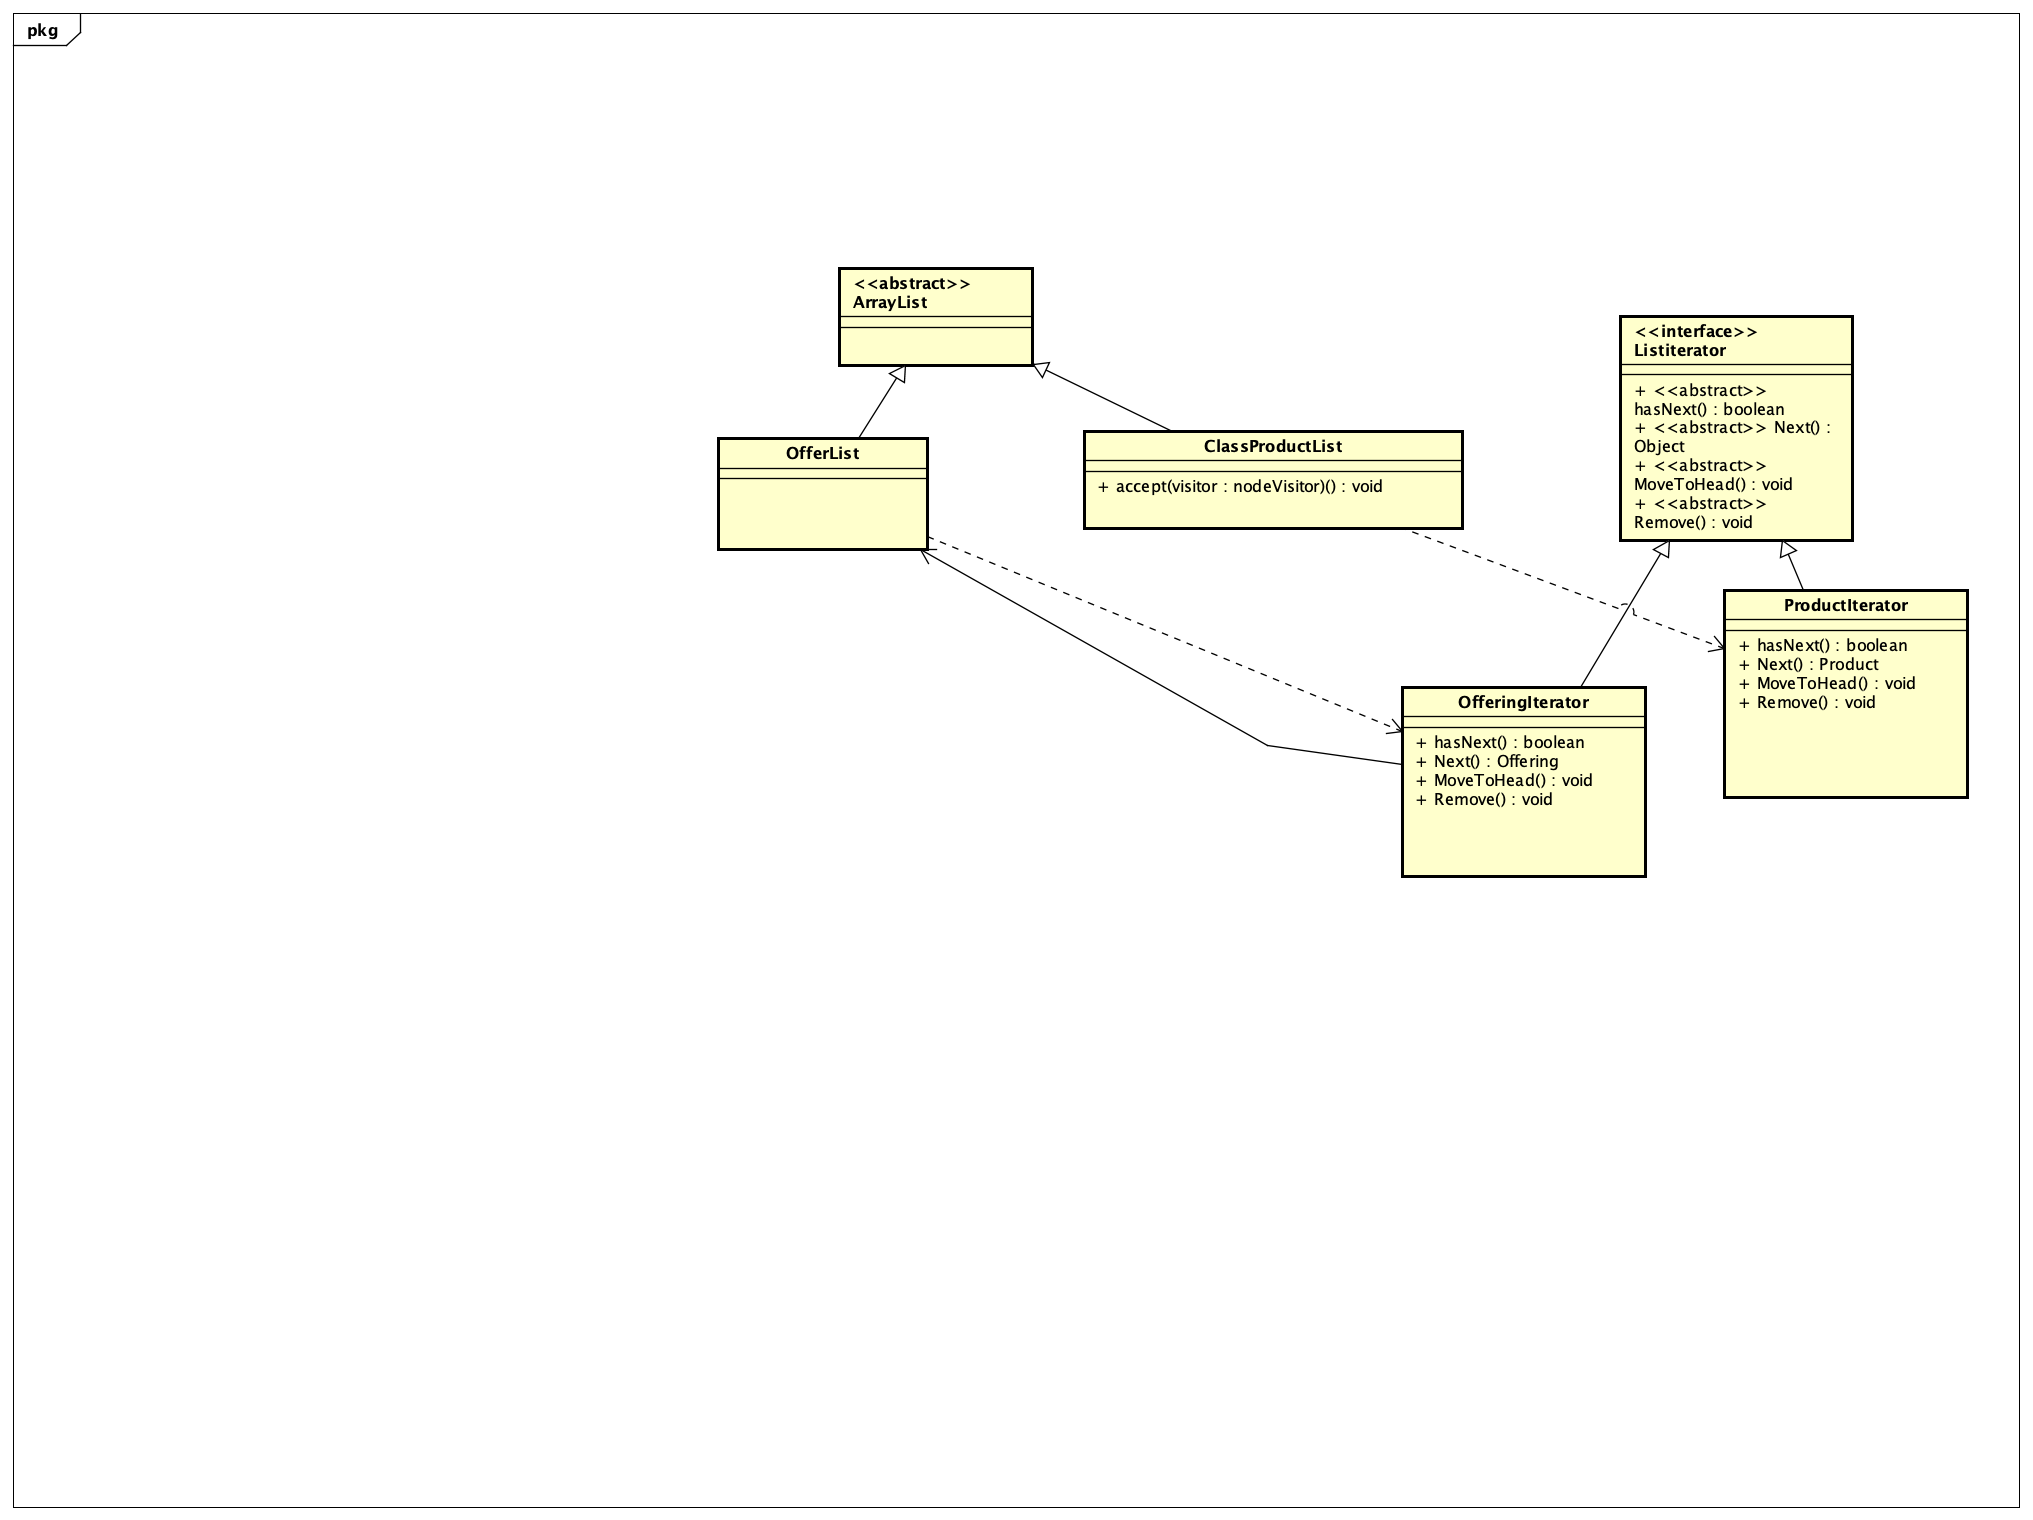 pkg
<<abstract>>
ArrayList
<<interface>>
Listiterator
+ <<abstract>>
hasNext() : boolean
+ <<abstract>> Next() :
Object
+ <<abstract>>
MoveToHead() : void
+ <<abstract>>
Remove() : void
OfferList
ClassProductList
+ accept(visitor : nodeVisitor)() : void
ProductIterator
+ hasNext() : boolean
+ Next() : Product
+ MoveToHead() : void
+ Remove() : void
OfferingIterator
+ hasNext() : boolean
+ Next() : Offering
+ MoveToHead() : void
+ Remove() : void